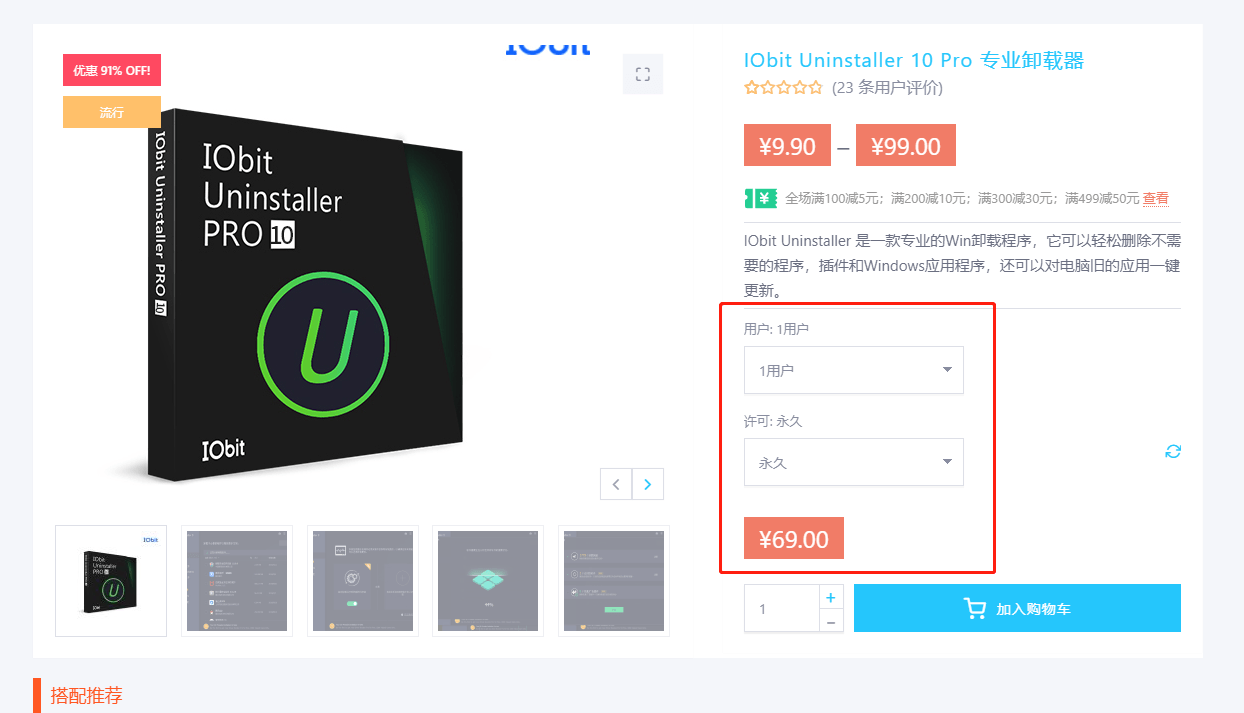 优惠 91% OFF!
流行
IObit
IObit Uninstaller PRO 10
IObit
Uninstaller
PRO 10
IObit
IObit
IObit
Uninstaller
PRO 10
IObit
IObit Uninstaller 10 Pro 专业卸载器
(23 条用户评价)
¥9.90 – ¥99.00
¥ 全场满100减5元；满200减10元；满300减30元；满499减50元 查看
IObit Uninstaller 是一款专业的Win卸载程序，它可以轻松删除不需
要的程序，插件和Windows应用程序，还可以对电脑旧的应用一键
更新。
用户: 1用户
1用户
许可: 永久
永久
¥69.00
1
+
−
加入购物车
搭配推荐